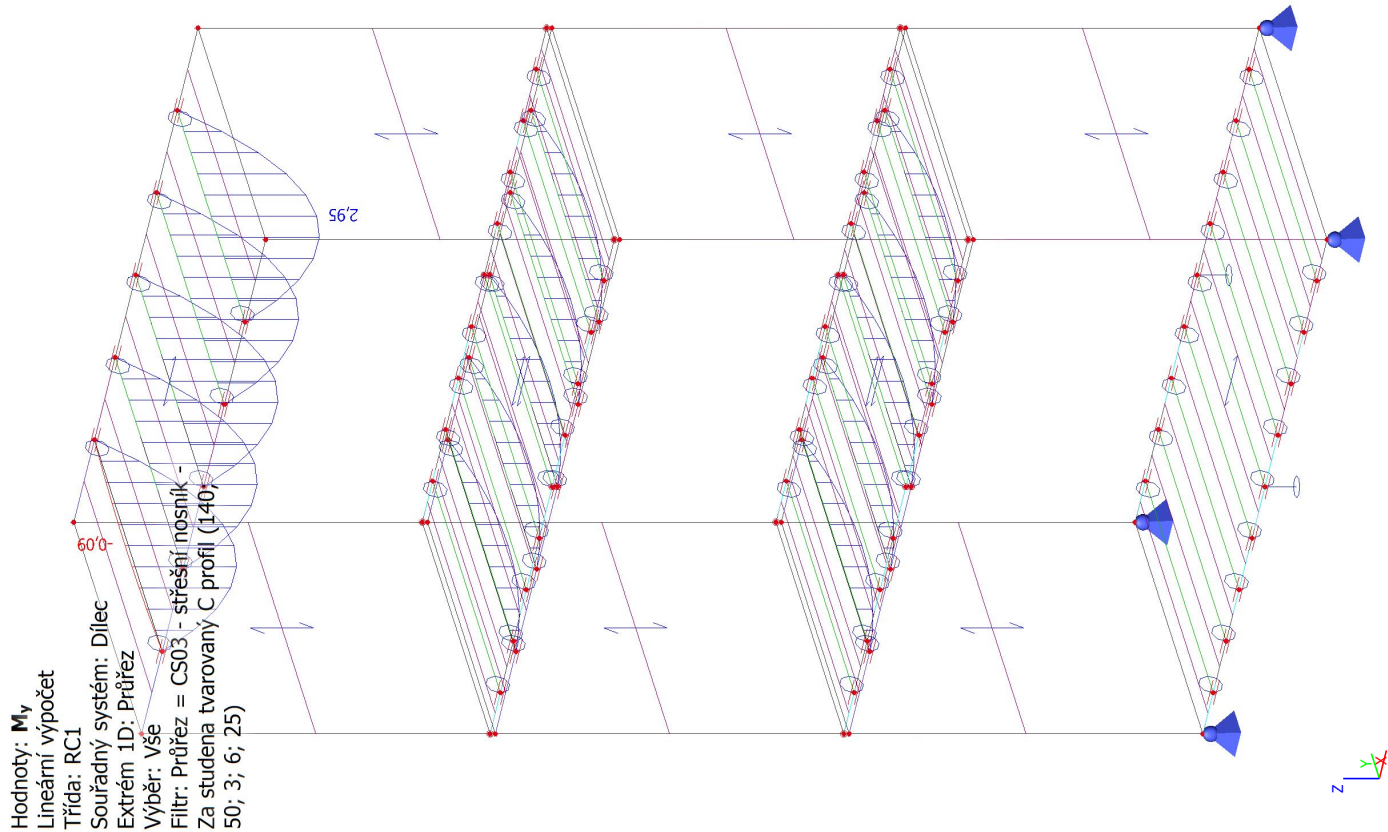 Hodnoty: My
Lineární výpočet
Třída: RC1
Souřadný systém: Dílec
Extrém 1D: Průřez
Výběr: Vše
Filtr: Průřez = CS03 - střešní nosník -
Za studena tvarovaný C profil (140;
50; 3; 6; 25)
-0,09
2,95
Z
Y
X